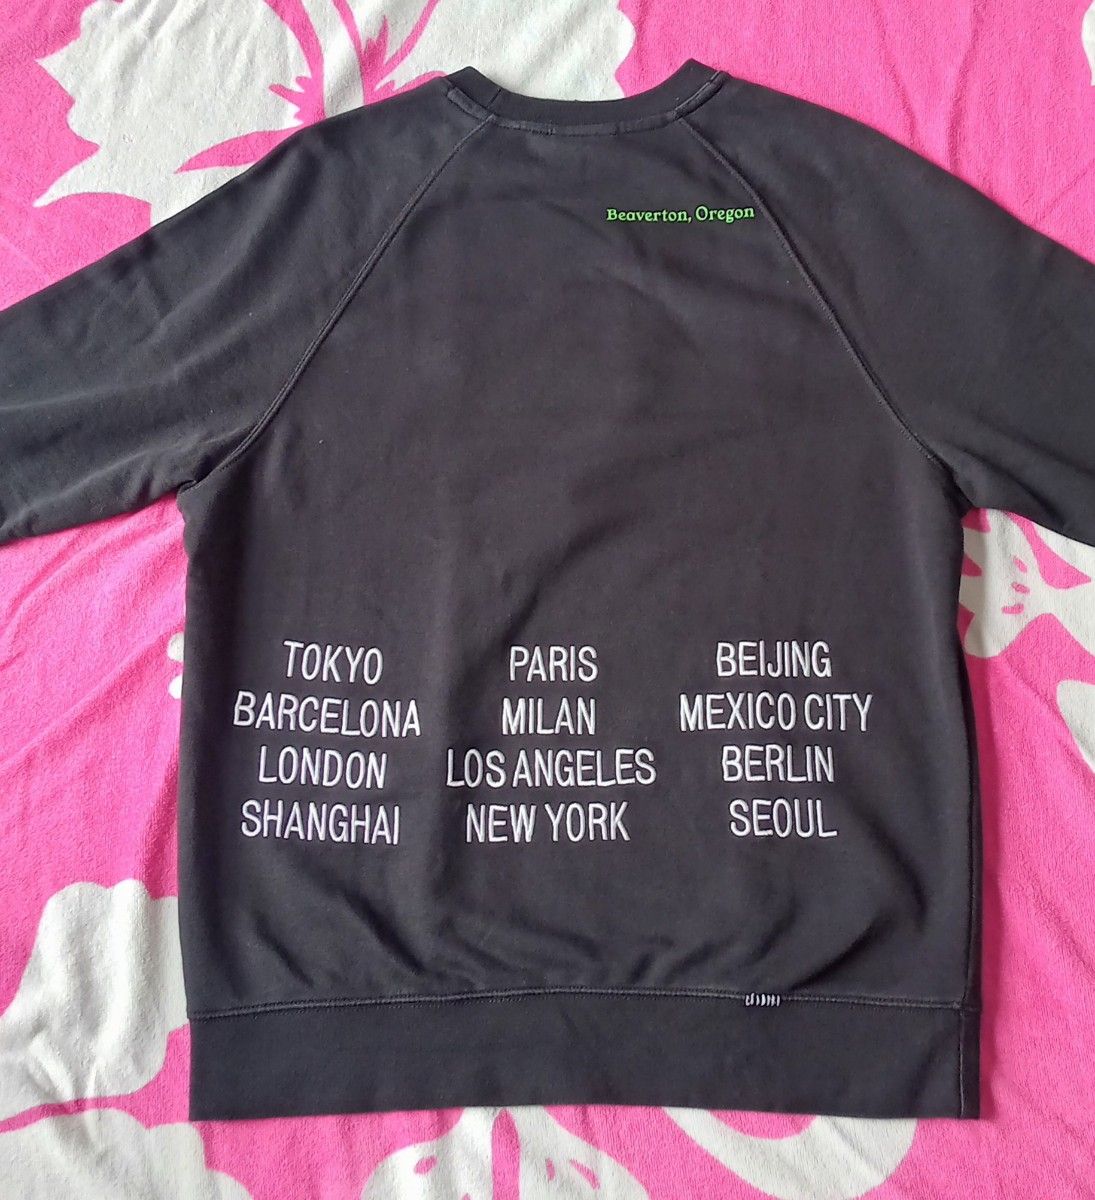 Beaverton, Oregon
TOKYO
BARCELONA
LONDON
SHANGHAI
PARIS
MILAN
LOS ANGELES
NEW YORK
BEIJING
MEXICO CITY
BERLIN
SEOUL